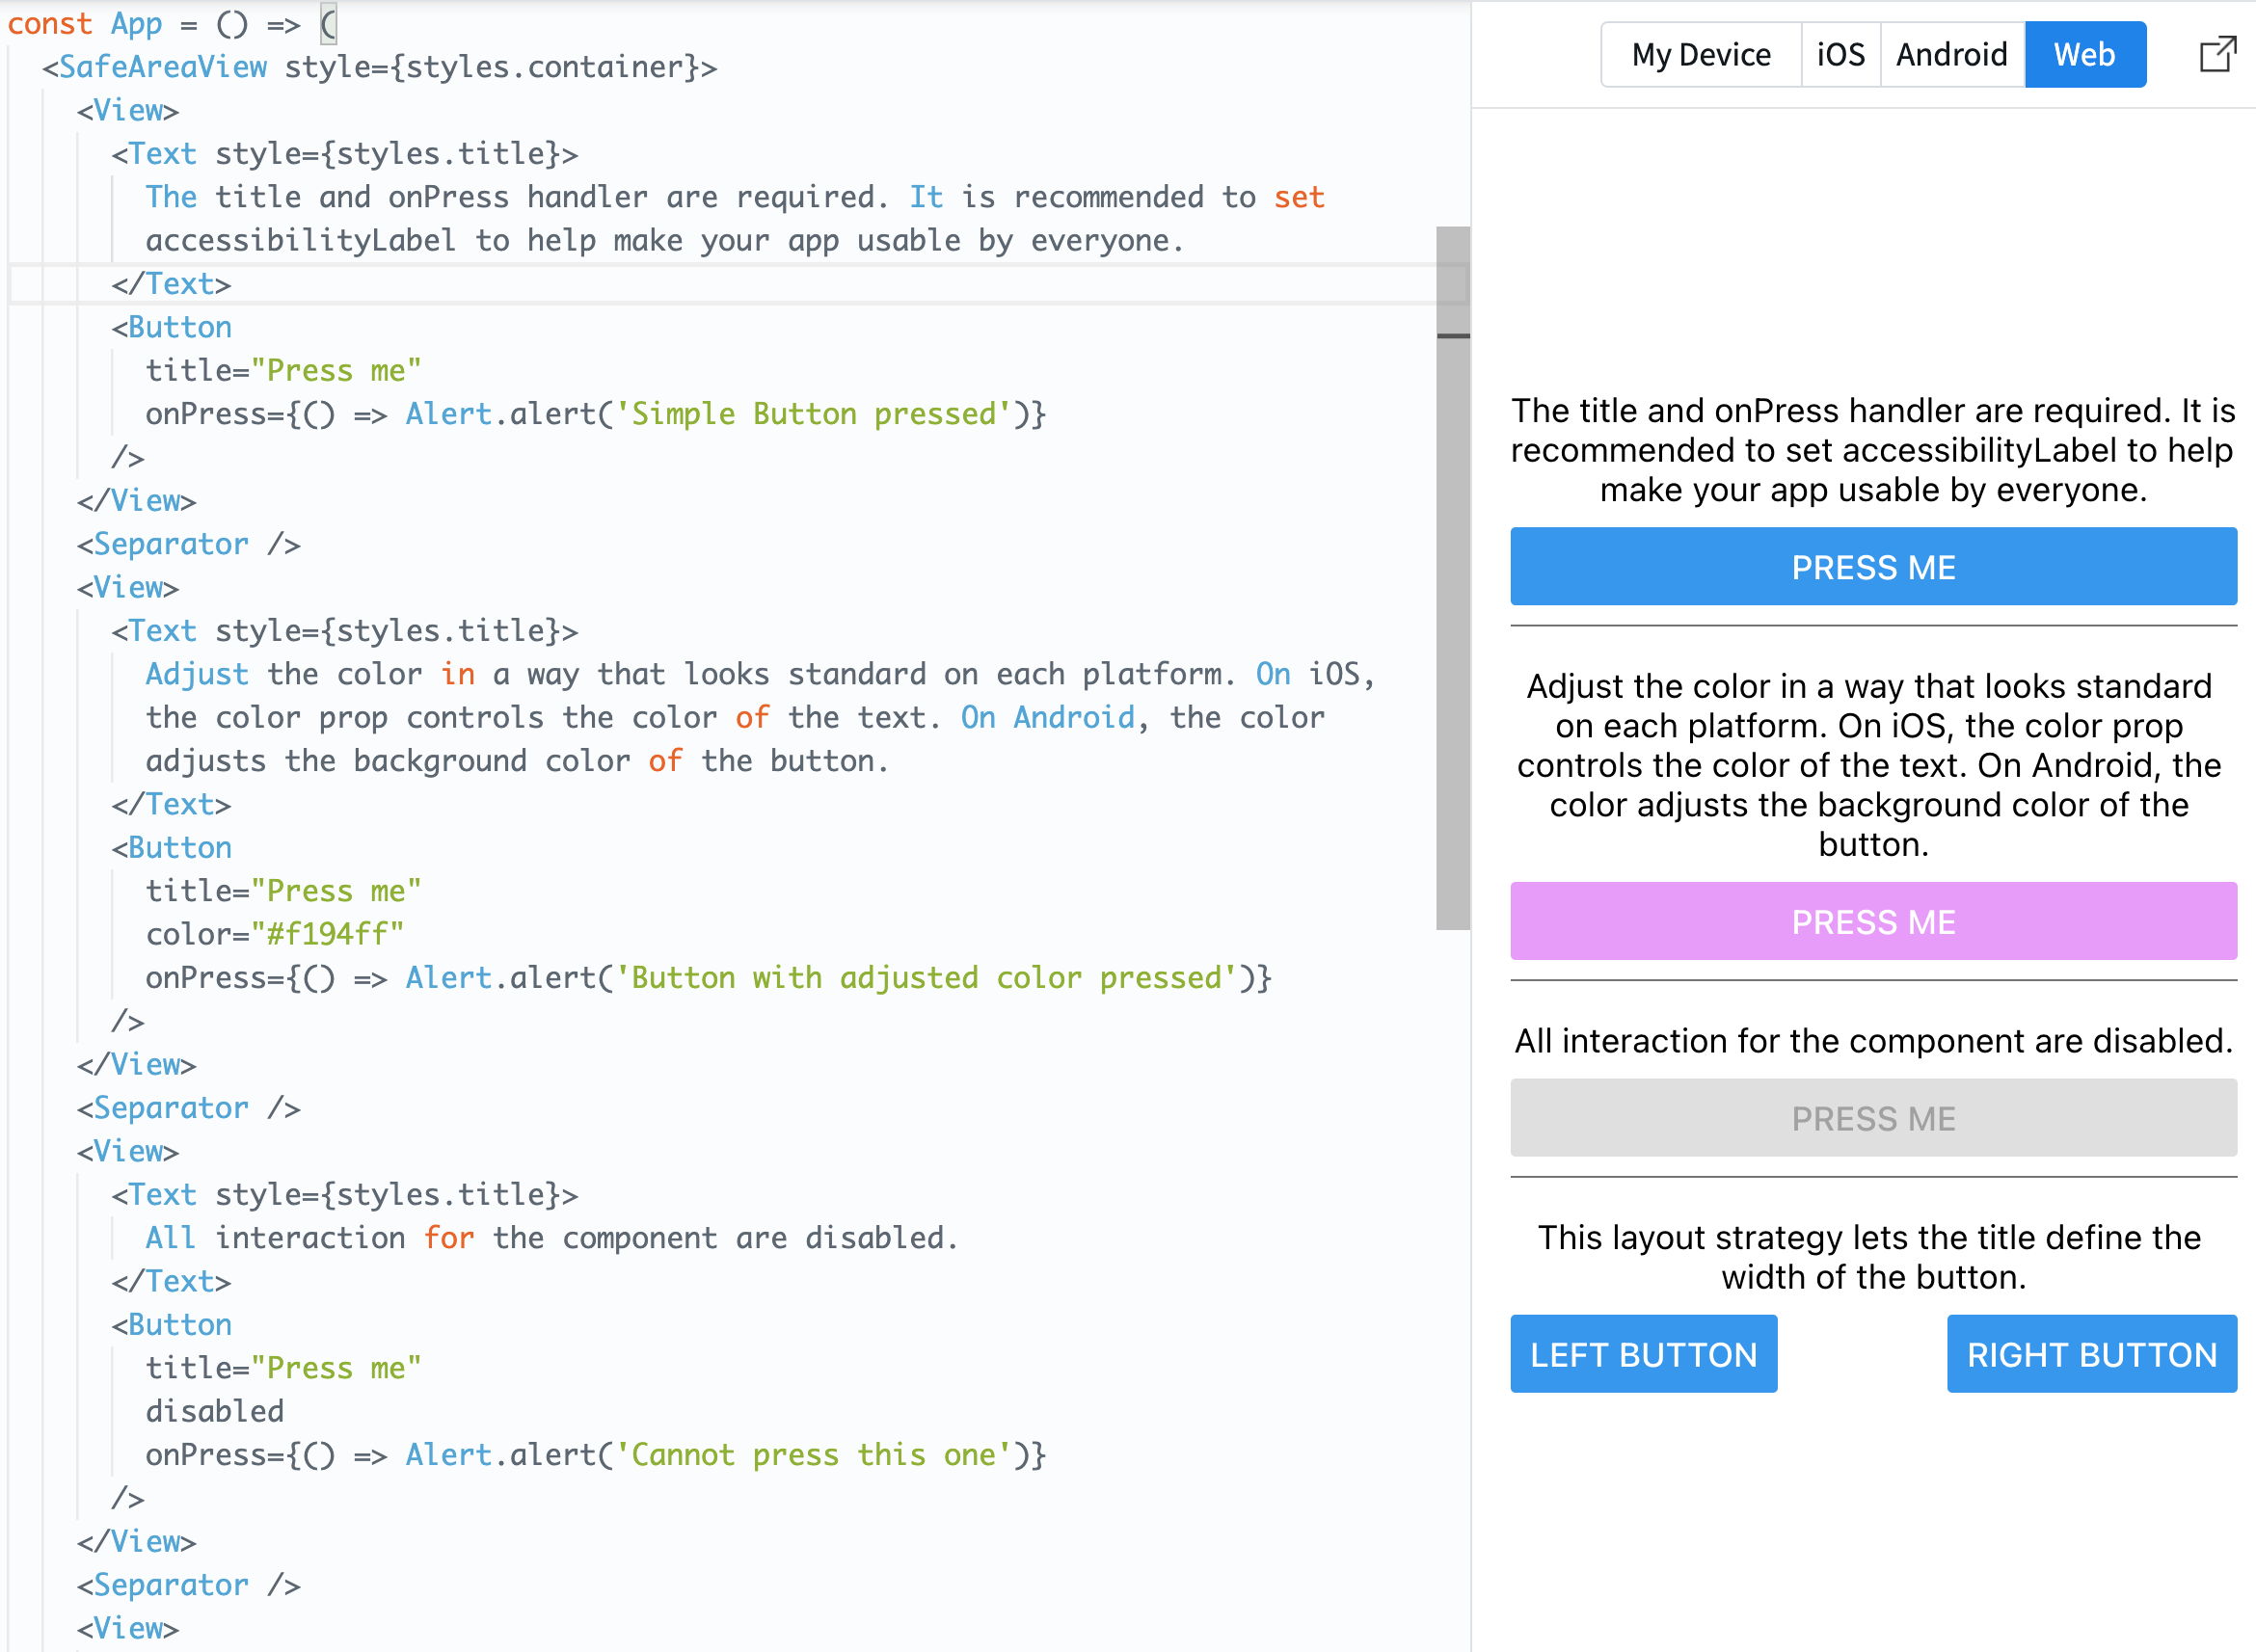 const App = () => (
<SafeAreaView style={styles.container}>
<View>
<Text style={styles.title}>
The title and onPress handler are required. It is recommended to set
accessibilityLabel to help make your app usable by everyone.
</Text>
<Button
title="Press me"
onPress={() => Alert.alert('Simple Button pressed')}
/>
</View>
<Separator />
<View>
<Text style={styles.title}>
Adjust the color in a way that looks standard on each platform. On iOS,
the color prop controls the color of the text. On Android, the color
adjusts the background color of the button.
</Text>
<Button
title="Press me"
color="#f194ff"
onPress={() => Alert.alert('Button with adjusted color pressed')}
/>
</View>
<Separator />
<View>
<Text style={styles.title}>
All interaction for the component are disabled.
</Text>
<Button
title="Press me"
disabled
onPress={() => Alert.alert('Cannot press this one')}
/>
</View>
<Separator />
<View>
My Device iOS Android Web
The title and onPress handler are required. It is
recommended to set accessibilityLabel to help
make your app usable by everyone.
PRESS ME
Adjust the color in a way that looks standard
on each platform. On iOS, the color prop
controls the color of the text. On Android, the
color adjusts the background color of the
button.
PRESS ME
All interaction for the component are disabled.
PRESS ME
This layout strategy lets the title define the
width of the button.
LEFT BUTTON RIGHT BUTTON